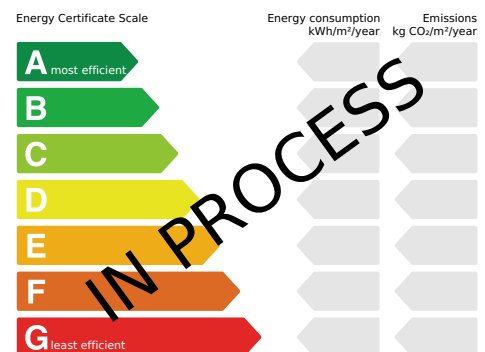 Energy Certificate Scale
Energy consumption
kWh/m²/year
Emissions
kg CO₂/m²/year
A most efficient
B
C
D
E
F
G least efficient
IN PROCESS